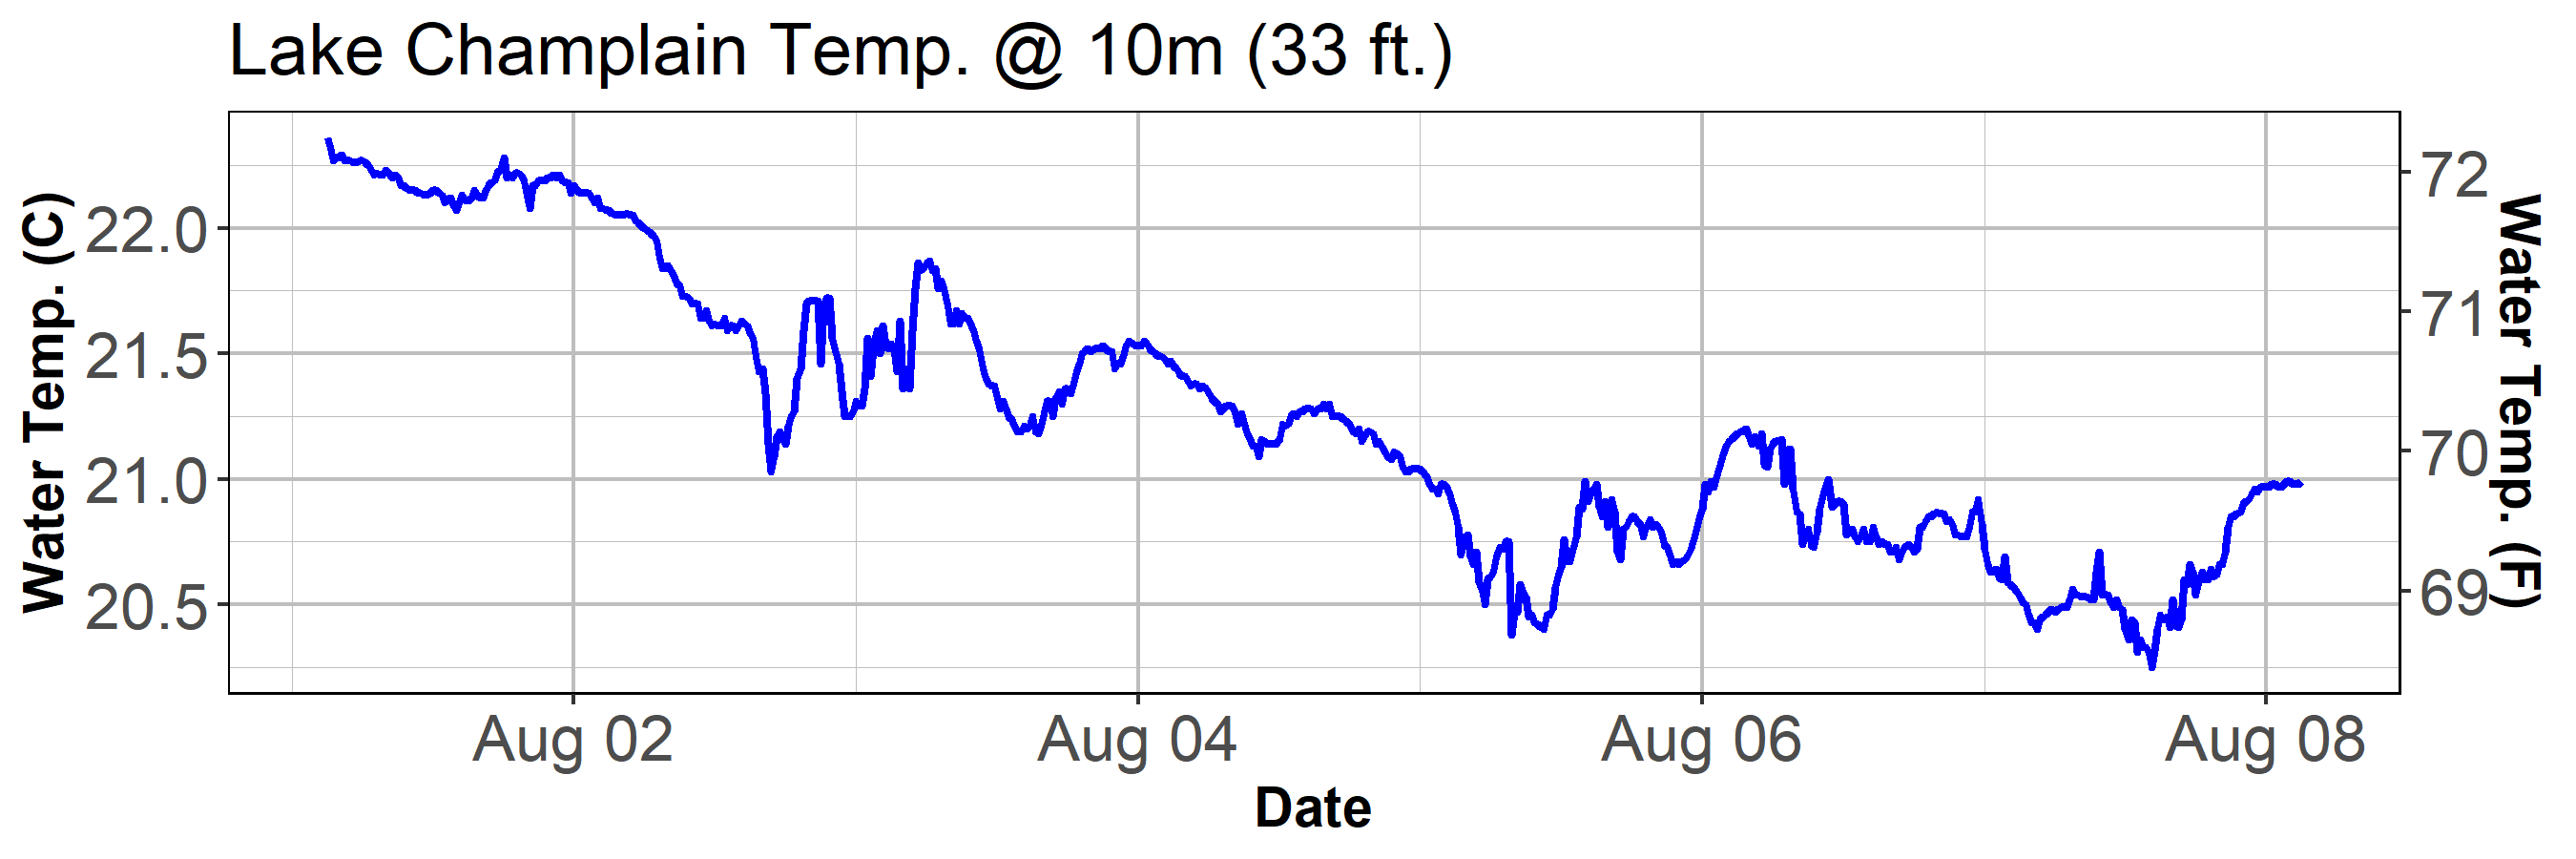 Lake Champlain Temp. @ 10m (33 ft.)
Water Temp. (C)
22.0
21.5
21.0
20.5
72
71
70
69
Water Temp. (F)
Aug 02
Aug 04
Aug 06
Aug 08
Date